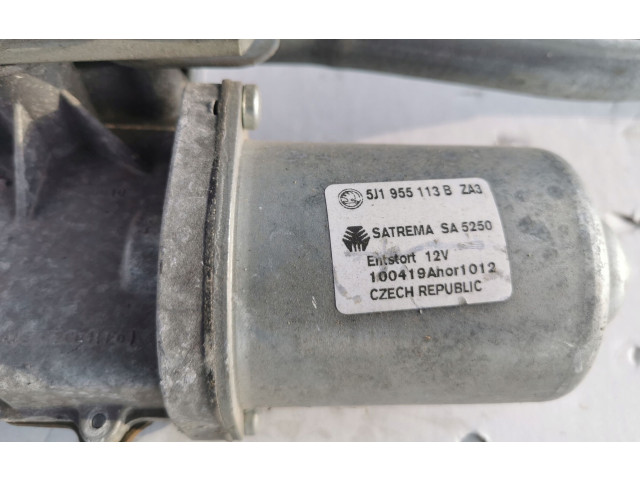 5J1 955 113 B ZA3
SATREMA SA 5250
Entstort 12V
100419Ahor1012
CZECH REPUBLIC